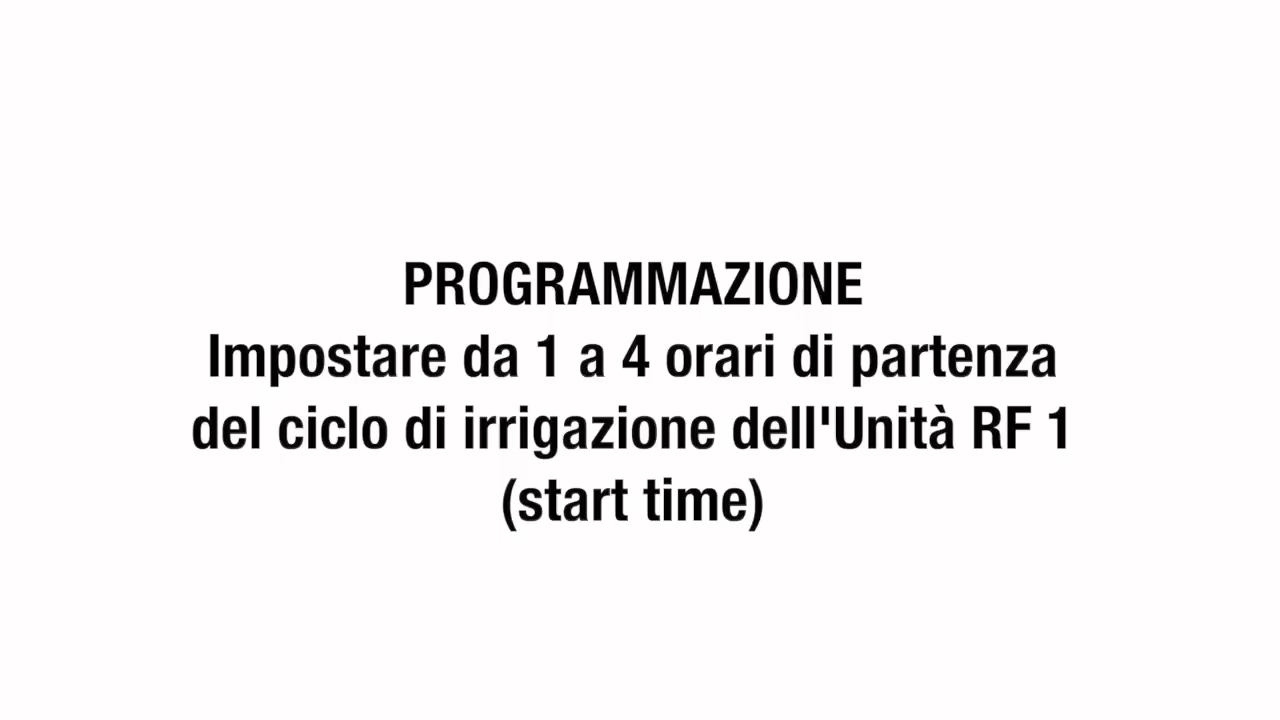 PROGRAMMAZIONE
Impostare da 1 a 4 orari di partenza
del ciclo di irrigazione dell'Unità RF 1
(start time)